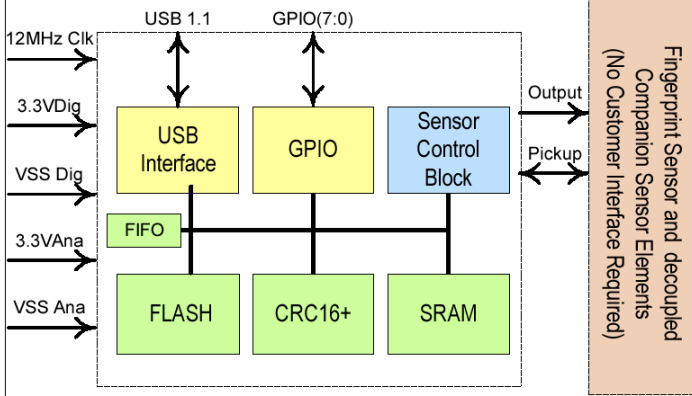 USB 1.1
GPIO(7:0)
12MHz Clk
3.3VDig
VSS Dig
3.3VAna
VSS Ana
USB
Interface
GPIO
Sensor
Control
Block
FIFO
FLASH
CRC16+
SRAM
Output
Pickup
Fingerprint Sensor and decoupled
Companion Sensor Elements
(No Customer Interface Required)